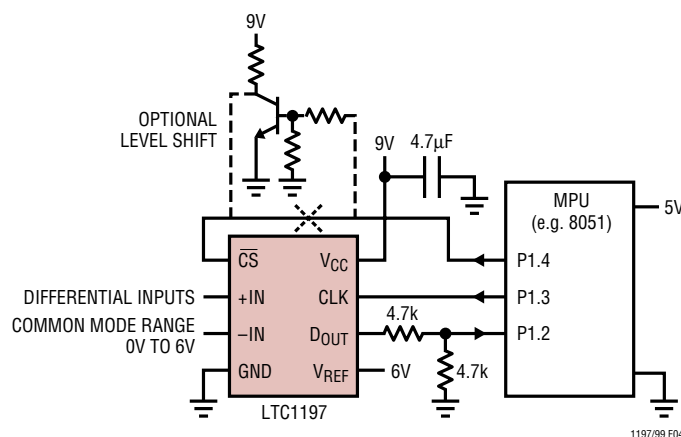 9V
OPTIONAL
LEVEL SHIFT
9V
4.7µF
MPU
(e.g. 8051)
5V
CS
VCC
P1.4
DIFFERENTIAL INPUTS
+IN
CLK
P1.3
COMMON MODE RANGE
0V TO 6V
–IN
DOUT
4.7k
P1.2
GND
VREF
6V
4.7k
LTC1197
1197/99 F04